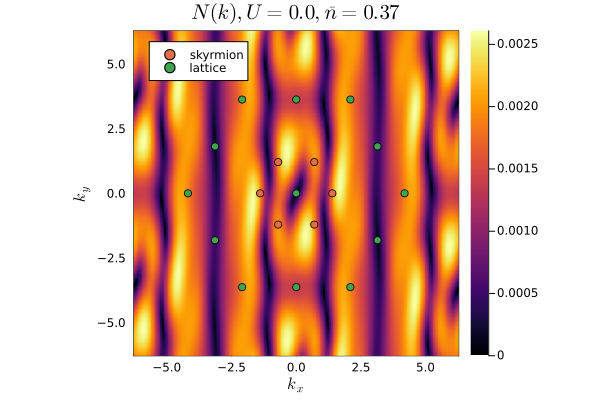 N(k), U = 0.0, n̄ = 0.37
skyrmion
lattice
5.0
2.5
0.0
−2.5
−5.0
k_y
−5.0 −2.5 0.0 2.5 5.0
k_x
0.0025
0.0020
0.0015
0.0010
0.0005
0